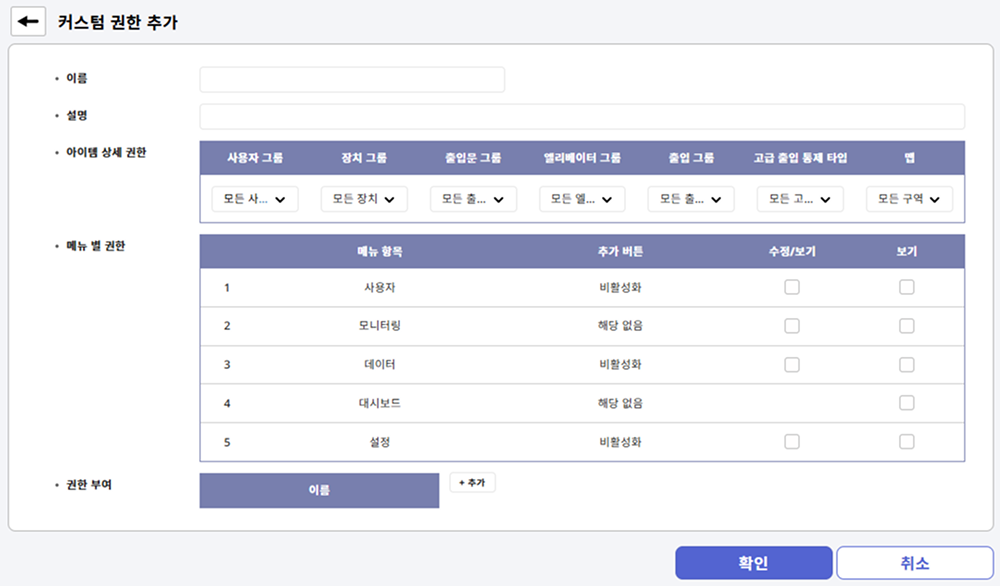 커스텀 권한 추가
• 이름
• 설명
• 아이템 상세 권한
사용자 그룹 장치 그룹 출입문 그룹 엘리베이터 그룹 출입 그룹 고급 출입 통제 타입 맵
모든 사... 모든 장치 모든 출... 모든 엘... 모든 출... 모든 고... 모든 구역
• 메뉴 별 권한
메뉴 항목 추가 버튼 수정/보기 보기
1 사용자 비활성화
2 모니터링 해당 없음
3 데이터 비활성화
4 대시보드 해당 없음
5 설정 비활성화
• 권한 부여
이름 + 추가
확인 취소